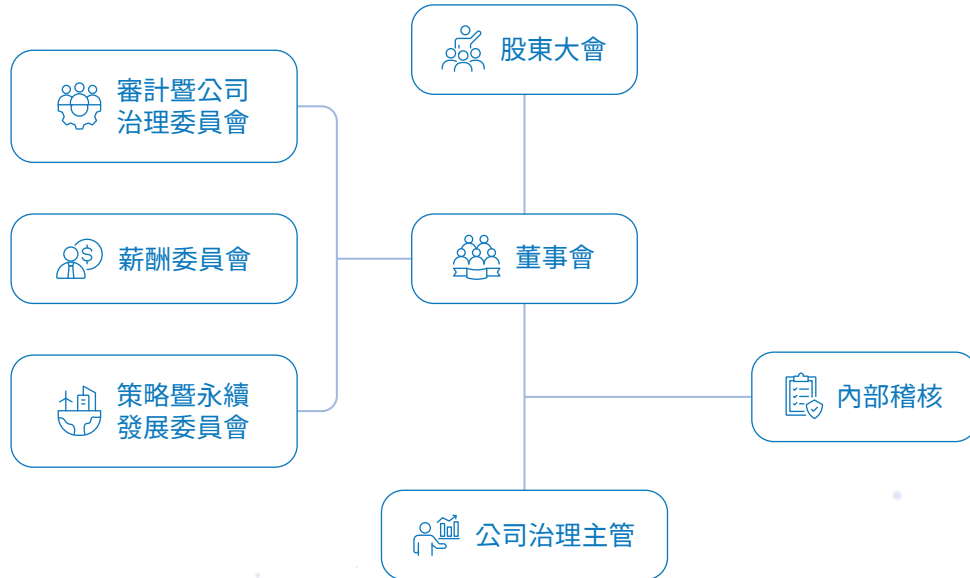 股東大會
審計暨公司
治理委員會
薪酬委員會
董事會
策略暨永續
發展委員會
內部稽核
公司治理主管